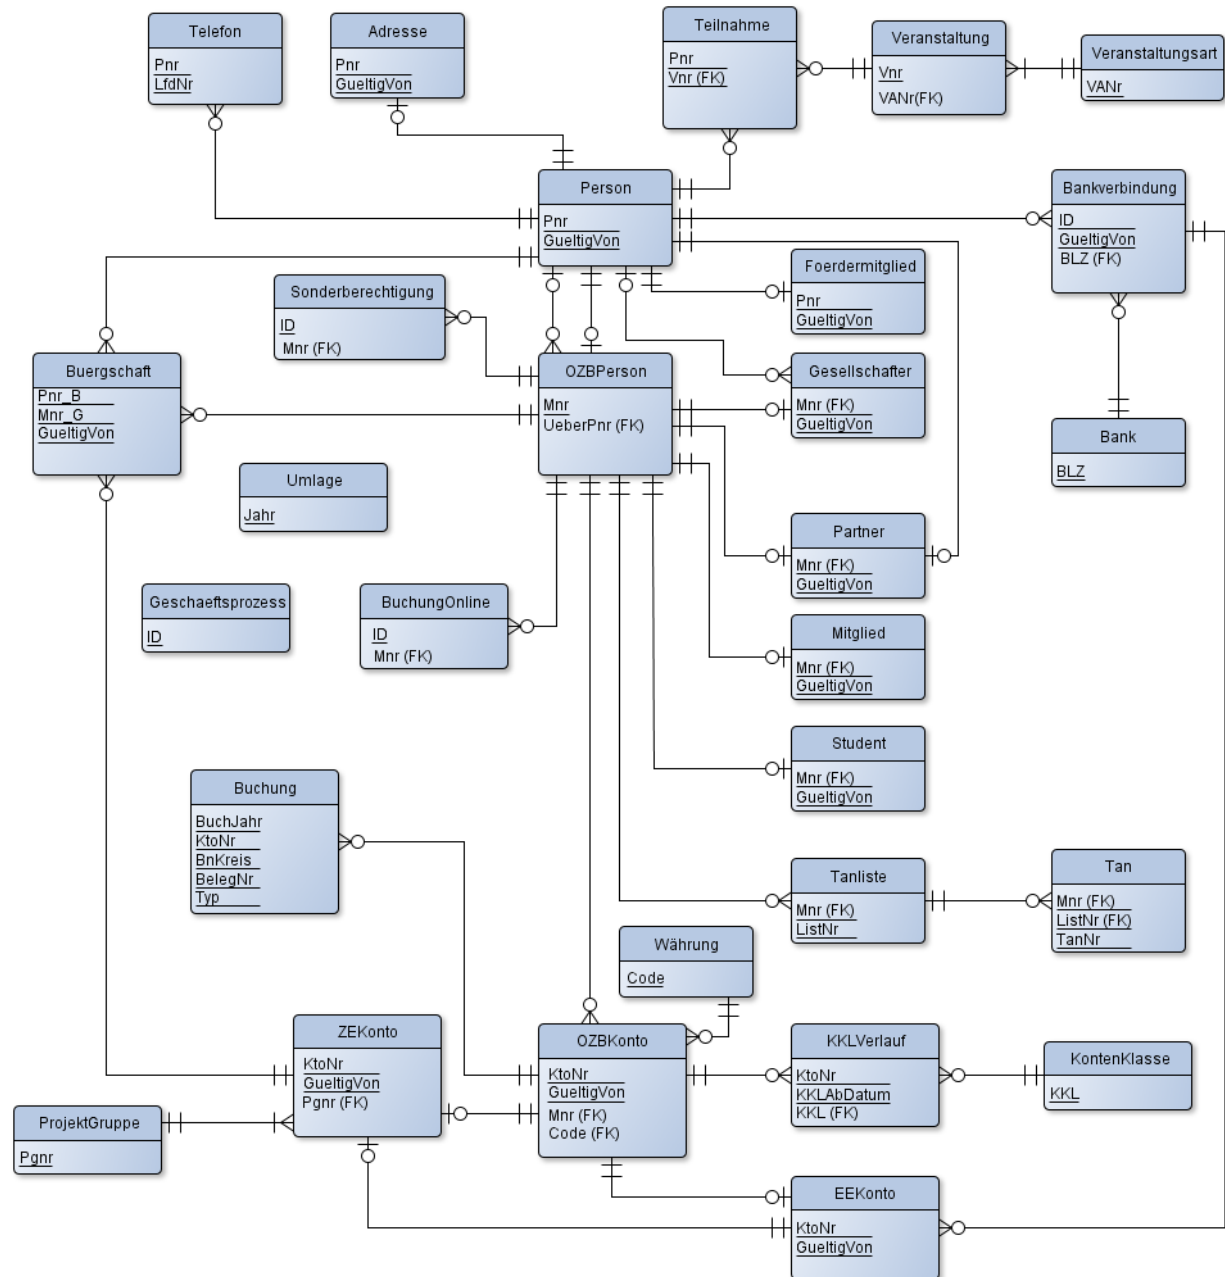 Telefon
Pnr
LfdNr
Adresse
Pnr
GueltigVon
Teilnahme
Pnr
Vnr (FK)
Veranstaltung
Vnr
VANr(FK)
Veranstaltungsart
VANr
Person
Pnr
GueltigVon
Bankverbindung
ID
GueltigVon
BLZ (FK)
Sonderberechtigung
ID
Mnr (FK)
Foerdermitglied
Pnr
GueltigVon
Buergschaft
Pnr_B
Mnr_G
GueltigVon
OZBPerson
Mnr
UeberPnr (FK)
Gesellschafter
Mnr (FK)
GueltigVon
Bank
BLZ
Umlage
Jahr
Partner
Mnr (FK)
GueltigVon
Geschaeftsprozess
ID
BuchungOnline
ID
Mnr (FK)
Mitglied
Mnr (FK)
GueltigVon
Student
Mnr (FK)
GueltigVon
Buchung
BuchJahr
KtoNr
BnKreis
BelegNr
Typ
Tanliste
Mnr (FK)
ListNr
Tan
Mnr (FK)
ListNr (FK)
TanNr
Währung
Code
ZEKonto
KtoNr
GueltigVon
Pgnr (FK)
OZBKonto
KtoNr
GueltigVon
Mnr (FK)
Code (FK)
KKLVerlauf
KtoNr
KKLAbDatum
KKL (FK)
KontenKlasse
KKL
ProjektGruppe
Pgnr
EEKonto
KtoNr
GueltigVon